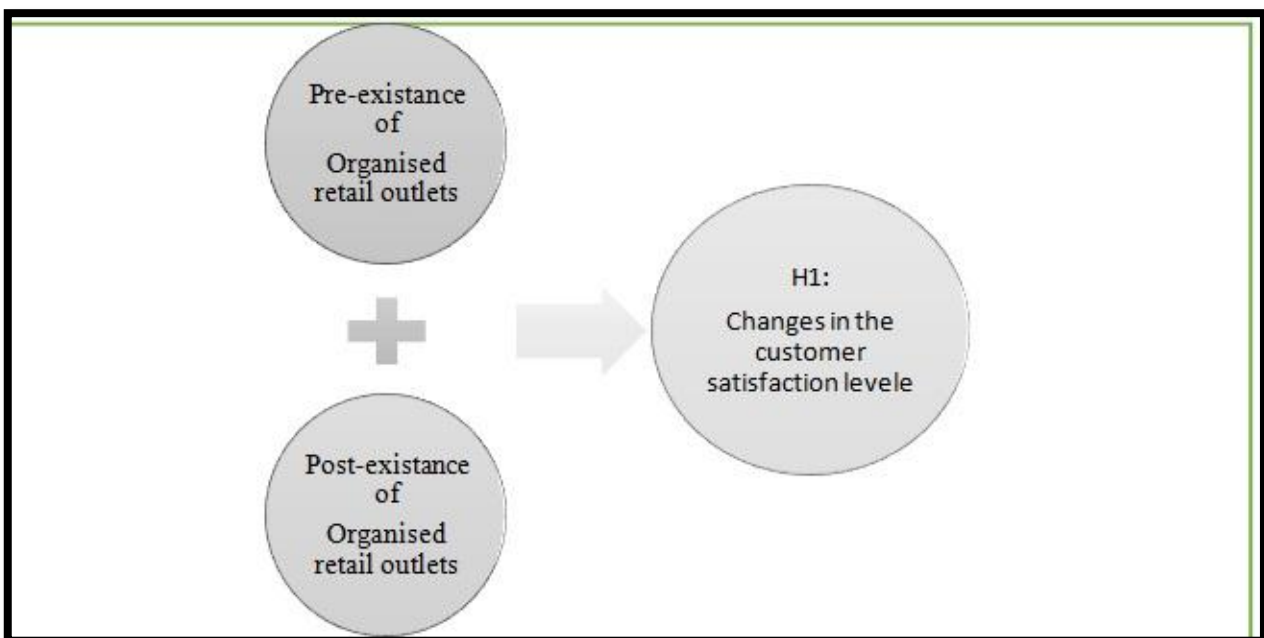 Pre-existance
of
Organised
retail outlets
Post-existance
of
Organised
retail outlets
H1:
Changes in the
customer
satisfaction levele